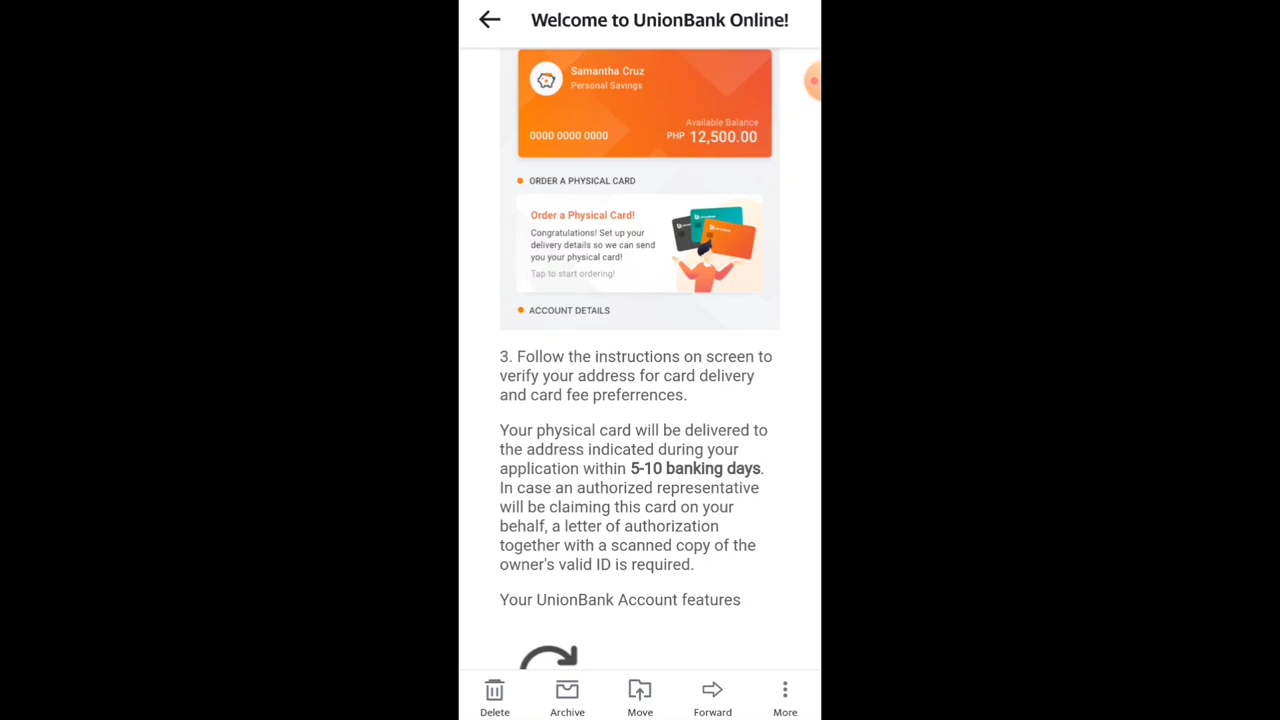 Welcome to UnionBank Online!
Samantha Cruz
Personal Savings
Available Balance
0000 0000 0000
PHP 12,500.00
ORDER A PHYSICAL CARD
Order a Physical Card!
Congratulations! Set up your
delivery details so we can send
you your physical card!
Tap to start ordering!
ACCOUNT DETAILS
3. Follow the instructions on screen to
verify your address for card delivery
and card fee preferrences.
Your physical card will be delivered to
the address indicated during your
application within 5-10 banking days.
In case an authorized representative
will be claiming this card on your
behalf, a letter of authorization
together with a scanned copy of the
owner's valid ID is required.
Your UnionBank Account features
Delete
Archive
Move
Forward
More